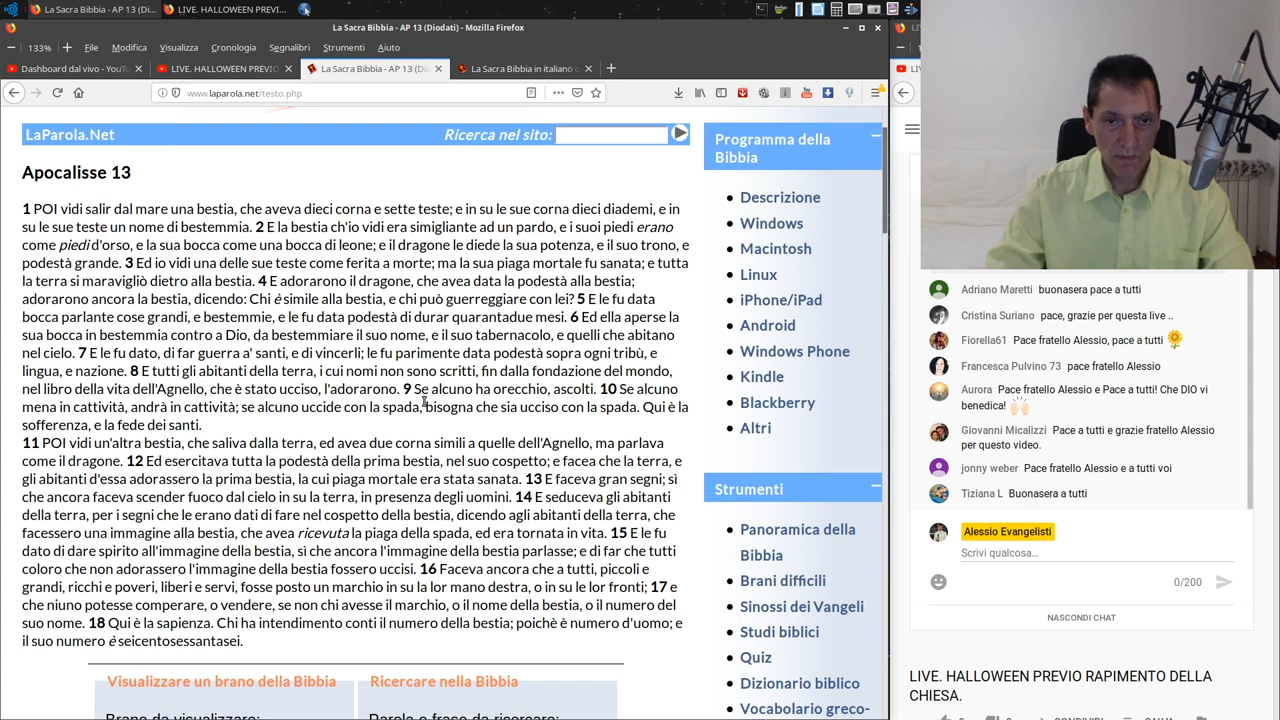 La Sacra Bibbia - AP 13 (Di
LIVE. HALLOWEEN PREVI...
La Sacra Bibbia - AP 13 (Diodati) - Mozilla Firefox
133%
File
Modifica
Visualizza
Cronologia
Segnalibri
Strumenti
Aiuto
Dashboard dal vivo - YouTu
LIVE. HALLOWEEN PREVIO
La Sacra Bibbia - AP 13 (Dio
La Sacra Bibbia in italiano o
www.laparola.net/testo.php
LaParola.Net
Ricerca nel sito:
Apocalisse 13
1 POI vidi salir dal mare una bestia, che aveva dieci corna e sette teste; e in su le sue corna dieci diademi, e in
su le sue teste un nome di bestemmia. 2 E la bestia ch'io vidi era simigliante ad un pardo, e i suoi piedi erano
come piedi d'orso, e la sua bocca come una bocca di leone; e il dragone le diede la sua potenza, e il suo trono, e
podestà grande. 3 Ed io vidi una delle sue teste come ferita a morte; ma la sua piaga mortale fu sanata; e tutta
la terra si maravigliò dietro alla bestia. 4 E adorarono il dragone, che avea data la podestà alla bestia;
adorarono ancora la bestia, dicendo: Chi è simile alla bestia, e chi può guerreggiare con lei? 5 E le fu data
bocca parlante cose grandi, e bestemmie, e le fu data podestà di durar quarantadue mesi. 6 Ed ella aperse la
sua bocca in bestemmia contro a Dio, da bestemmiare il suo nome, e il suo tabernacolo, e quelli che abitano
nel cielo. 7 E le fu dato, di far guerra a' santi, e di vincerli; le fu parimente data podestà sopra ogni tribù, e
lingua, e nazione. 8 E tutti gli abitanti della terra, i cui nomi non sono scritti, fin dalla fondazione del mondo,
nel libro della vita dell'Agnello, che è stato ucciso, l'adorarono. 9 Se alcuno ha orecchio, ascolti. 10 Se alcuno
mena in cattività, andrà in cattività; se alcuno uccide con la spada, bisogna che sia ucciso con la spada. Qui è la
sofferenza, e la fede dei santi.
11 POI vidi un'altra bestia, che saliva dalla terra, ed avea due corna simili a quelle dell'Agnello, ma parlava
come il dragone. 12 Ed esercitava tutta la podestà della prima bestia, nel suo cospetto; e facea che la terra, e
gli abitanti d'essa adorassero la prima bestia, la cui piaga mortale era stata sanata. 13 E faceva gran segni; sì
che ancora faceva scender fuoco dal cielo in su la terra, in presenza degli uomini. 14 E seduceva gli abitanti
della terra, per i segni che le erano dati di fare nel cospetto della bestia, dicendo agli abitanti della terra, che
facessero una immagine alla bestia, che avea ricevuta la piaga della spada, ed era tornata in vita. 15 E le fu
dato di dare spirito all'immagine della bestia, sì che ancora l'immagine della bestia parlasse; e di far che tutti
coloro che non adorassero l'immagine della bestia fossero uccisi. 16 Faceva ancora che a tutti, piccoli e
grandi, ricchi e poveri, liberi e servi, fosse posto un marchio in su la lor mano destra, o in su le lor fronti; 17 e
che niuno potesse comperare, o vendere, se non chi avesse il marchio, o il nome della bestia, o il numero del
suo nome. 18 Qui è la sapienza. Chi ha intendimento conti il numero della bestia; poichè è numero d'uomo; e
il suo numero è seicentosessantasei.
Visualizzare un brano della Bibbia
Ricercare nella Bibbia
Brano da visualizzare:
Parola o frase da ricercare:
Programma della
Bibbia
Descrizione
Windows
Macintosh
Linux
iPhone/iPad
Android
Windows Phone
Kindle
Blackberry
Altri
Strumenti
Panoramica della
Bibbia
Brani difficili
Sinossi dei Vangeli
Studi biblici
Quiz
Dizionario biblico
Vocabolario greco-
Adriano Maretti buonasera pace a tutti
Cristina Suriano pace, grazie per questa live ..
Fiorella61 Pace fratello Alessio, pace a tutti
Francesca Pulvino 73 pace fratello Alessio
Aurora Pace fratello Alessio e Pace a tutti! Che DIO vi
benedica!
Giovanni Micalizzi Pace a tutti e grazie fratello Alessio
per questo video.
jonny weber Pace fratello Alessio e a tutti voi
Tiziana L Buonasera a tutti
Alessio Evangelisti
Scrivi qualcosa...
0/200
NASCONDI CHAT
LIVE. HALLOWEEN PREVIO RAPIMENTO DELLA
CHIESA.